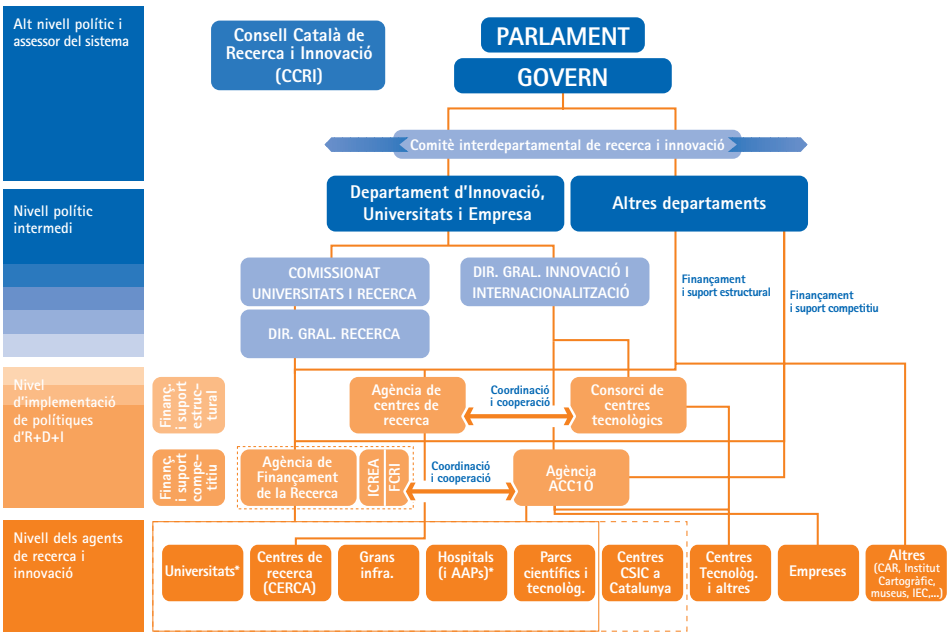 Alt nivell polític i
assessor del sistema
Consell Català de
Recerca i Innovació
(CCRI)
PARLAMENT
GOVERN
Comitè interdepartamental de recerca i innovació
Nivell polític
intermedi
Departament d'Innovació,
Universitats i Empresa
Altres departaments
COMISSIONAT
UNIVERSITATS I RECERCA
DIR. GRAL. INNOVACIÓ I
INTERNACIONALITZACIÓ
Finançament
i suport estructural
Finançament
i suport competitiu
DIR. GRAL. RECERCA
Nivel
d'implementació
de polítiques
d'R+D+I
Finanç.
i suport
estruc-
tural
Agència de
centres de
recerca
Coordinació
i cooperació
Consorci de
centres
tecnològics
Finanç.
i suport
compe-
titiu
Agència de
Finançament
de la Recerca
ICREA
FCRI
Coordinació
i cooperació
Agència
ACC1Ó
Nivell dels agents
de recerca i
innovació
Universitats*
Centres de
recerca
(CERCA)
Grans
infra.
Hospitals
(i AAPs)*
Parcs
científics i
tecnològ.
Centres
CSIC a
Catalunya
Centres
Tecnològ.
i altres
Empreses
Altres
(CAR, Institut
Cartogràfic,
museus, IEC,...)